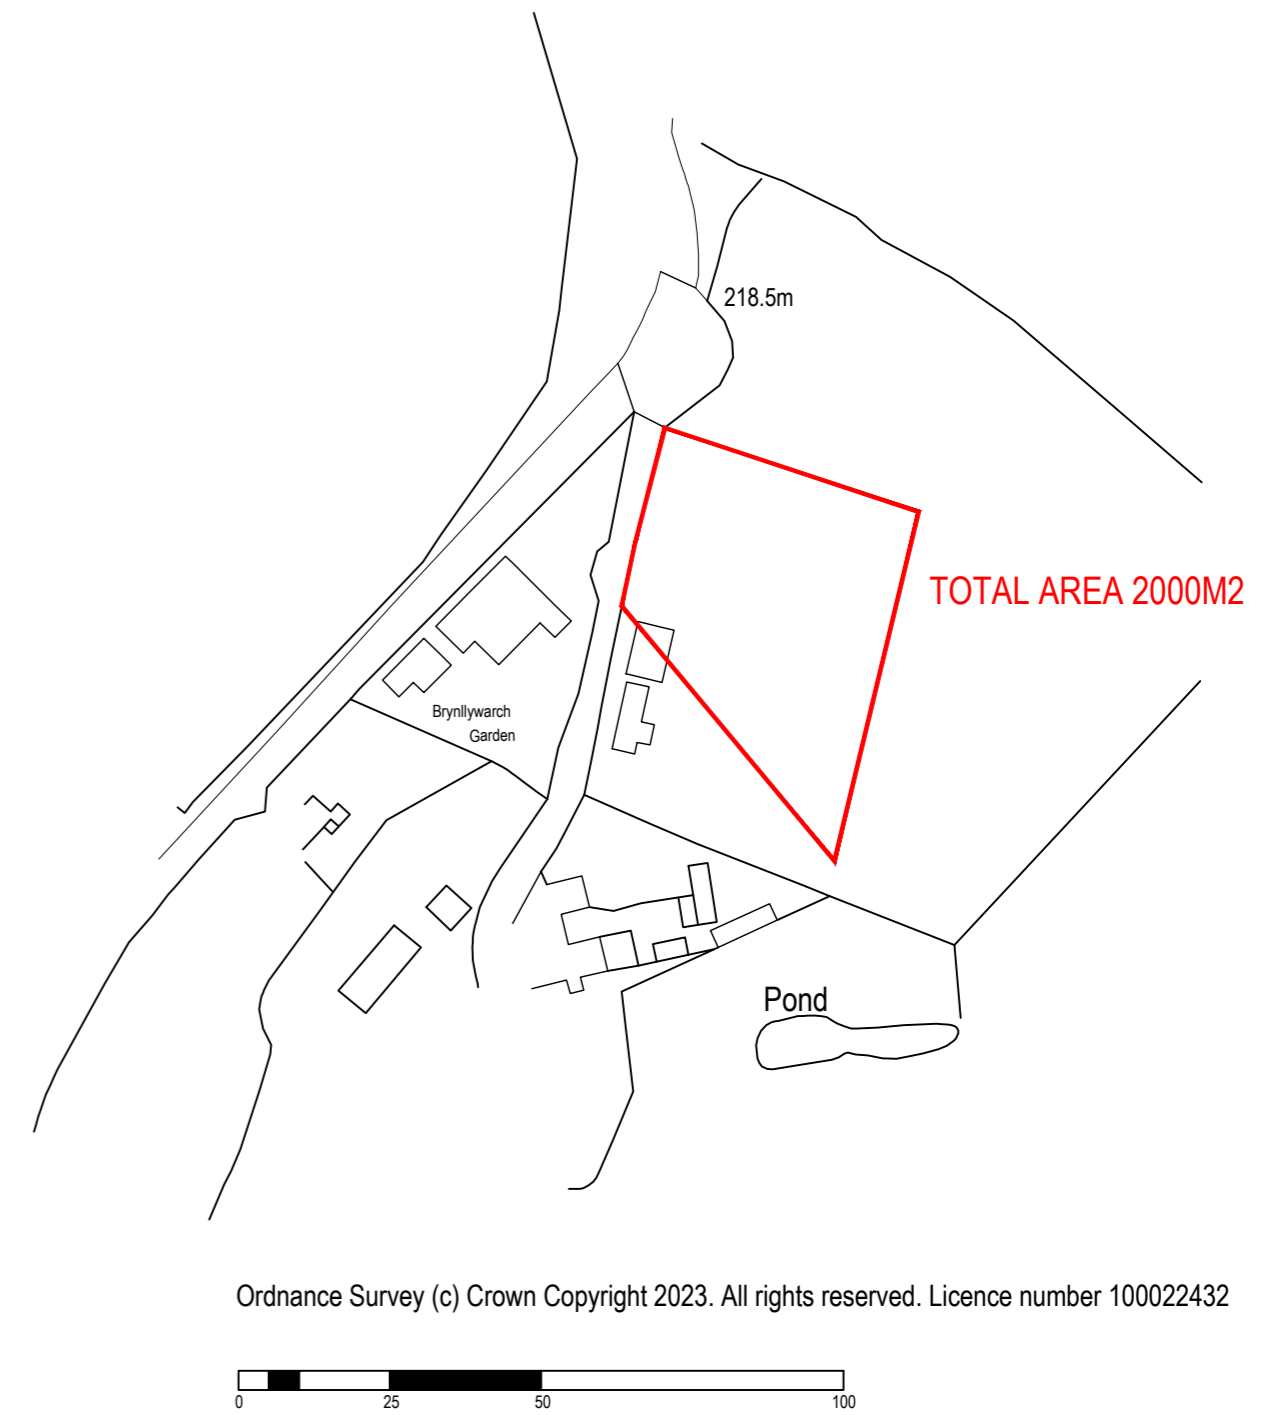 218.5m
TOTAL AREA 2000M2
Brynllywarch
Garden
Pond
Ordnance Survey (c) Crown Copyright 2023. All rights reserved. Licence number 100022432
0 25 50 100